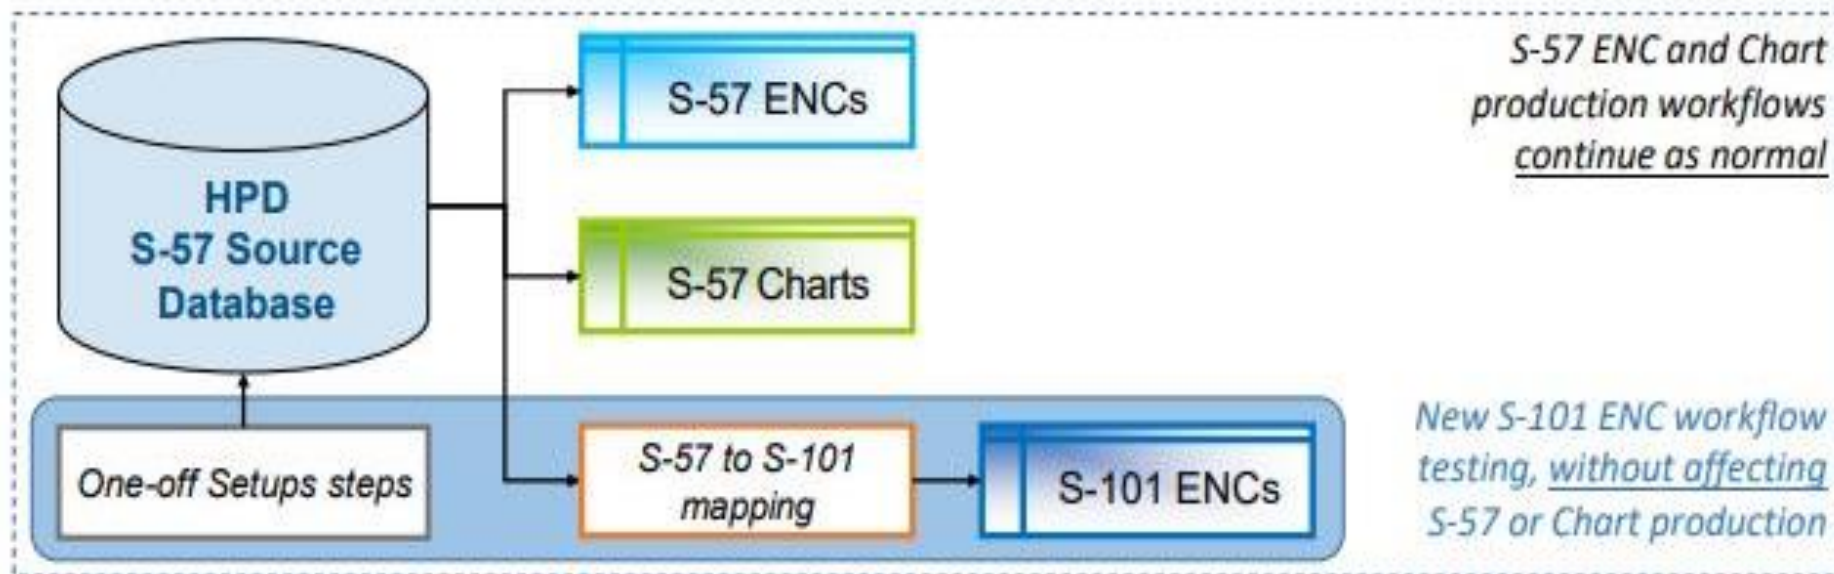 HPD
S-57 Source
Database
S-57 ENCs
S-57 Charts
S-57 ENC and Chart
production workflows
continue as normal
One-off Setups steps
S-57 to S-101
mapping
S-101 ENCs
New S-101 ENC workflow
testing, without affecting
S-57 or Chart production